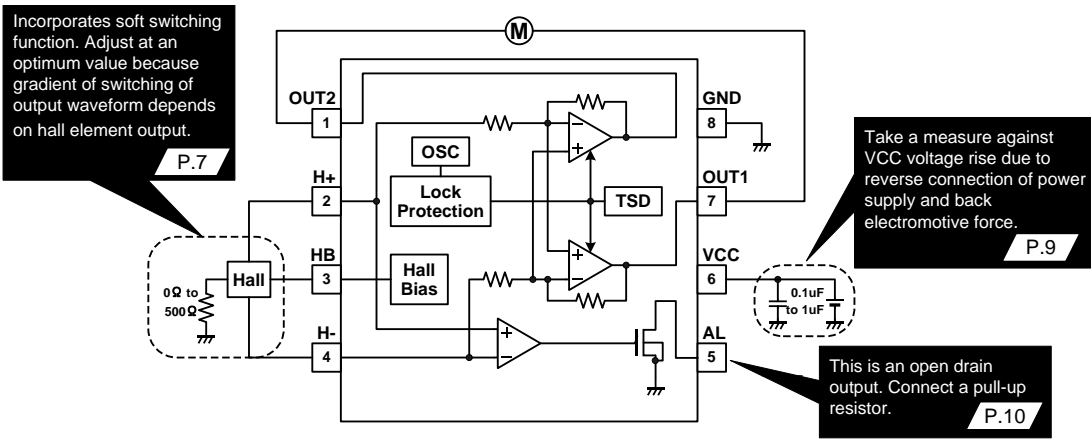 Incorporates soft switching
function. Adjust at an
optimum value because
gradient of switching of
output waveform depends
on hall element output.
P.7
M
OUT2
1
GND
8
OSC
Lock
Protection
TSD
H+
2
OUT1
7
HB
3
Hall
Bias
VCC
6
Hall
0Ω to
500Ω
H-
4
AL
5
0.1uF
to 1uF
Take a measure against
VCC voltage rise due to
reverse connection of power
supply and back
electromotive force.
P.9
This is an open drain
output. Connect a pull-up
resistor.
P.10
−
+
+
−
+
−